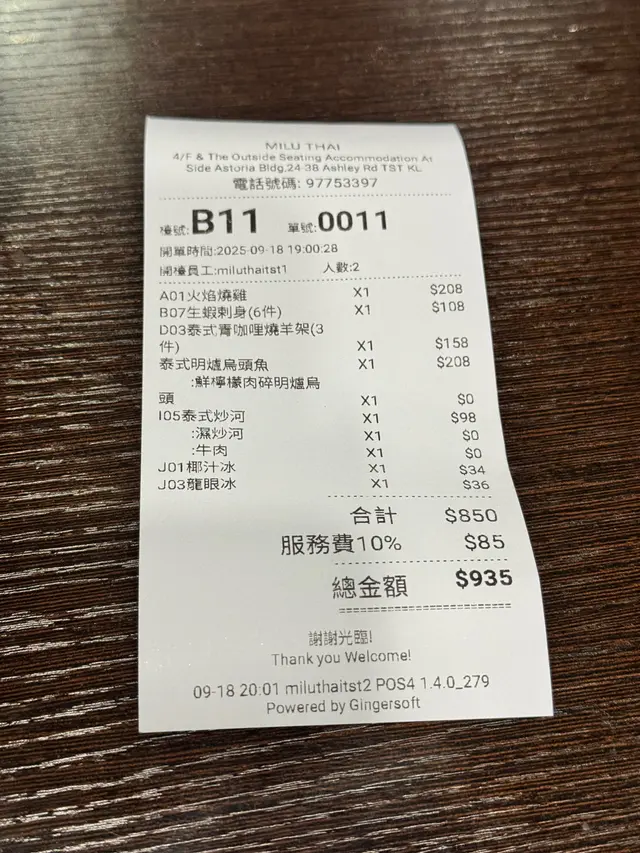 MILU THAI
4/F & The Outside Seating Accommodation At
Side Astoria Bldg.24-38 Ashley Rd TST KL
電話號碼: 97753397
檯號:B11 單號:0011
開單時間:2025-09-18 19:00:28
開檯員工:miluthaitst1 人數:2
A01火焰燒雞 X1 $208
B07生蝦刺身(6件) X1 $108
D03泰式青咖哩燒羊架(3
件) X1 $158
泰式明爐烏頭魚 X1 $208
:鮮檸檬肉碎明爐烏
頭 X1 $0
I05泰式炒河 X1 $98
:濕炒河 X1 $0
:牛肉 X1 $0
J01椰汁冰 X1 $34
J03龍眼冰 X1 $36
合計 $850
服務費10% $85
總金額 $935
謝謝光臨!
Thank you Welcome!
09-18 20:01 miluthaitst2 POS4 1.4.0_279
Powered by Gingersoft